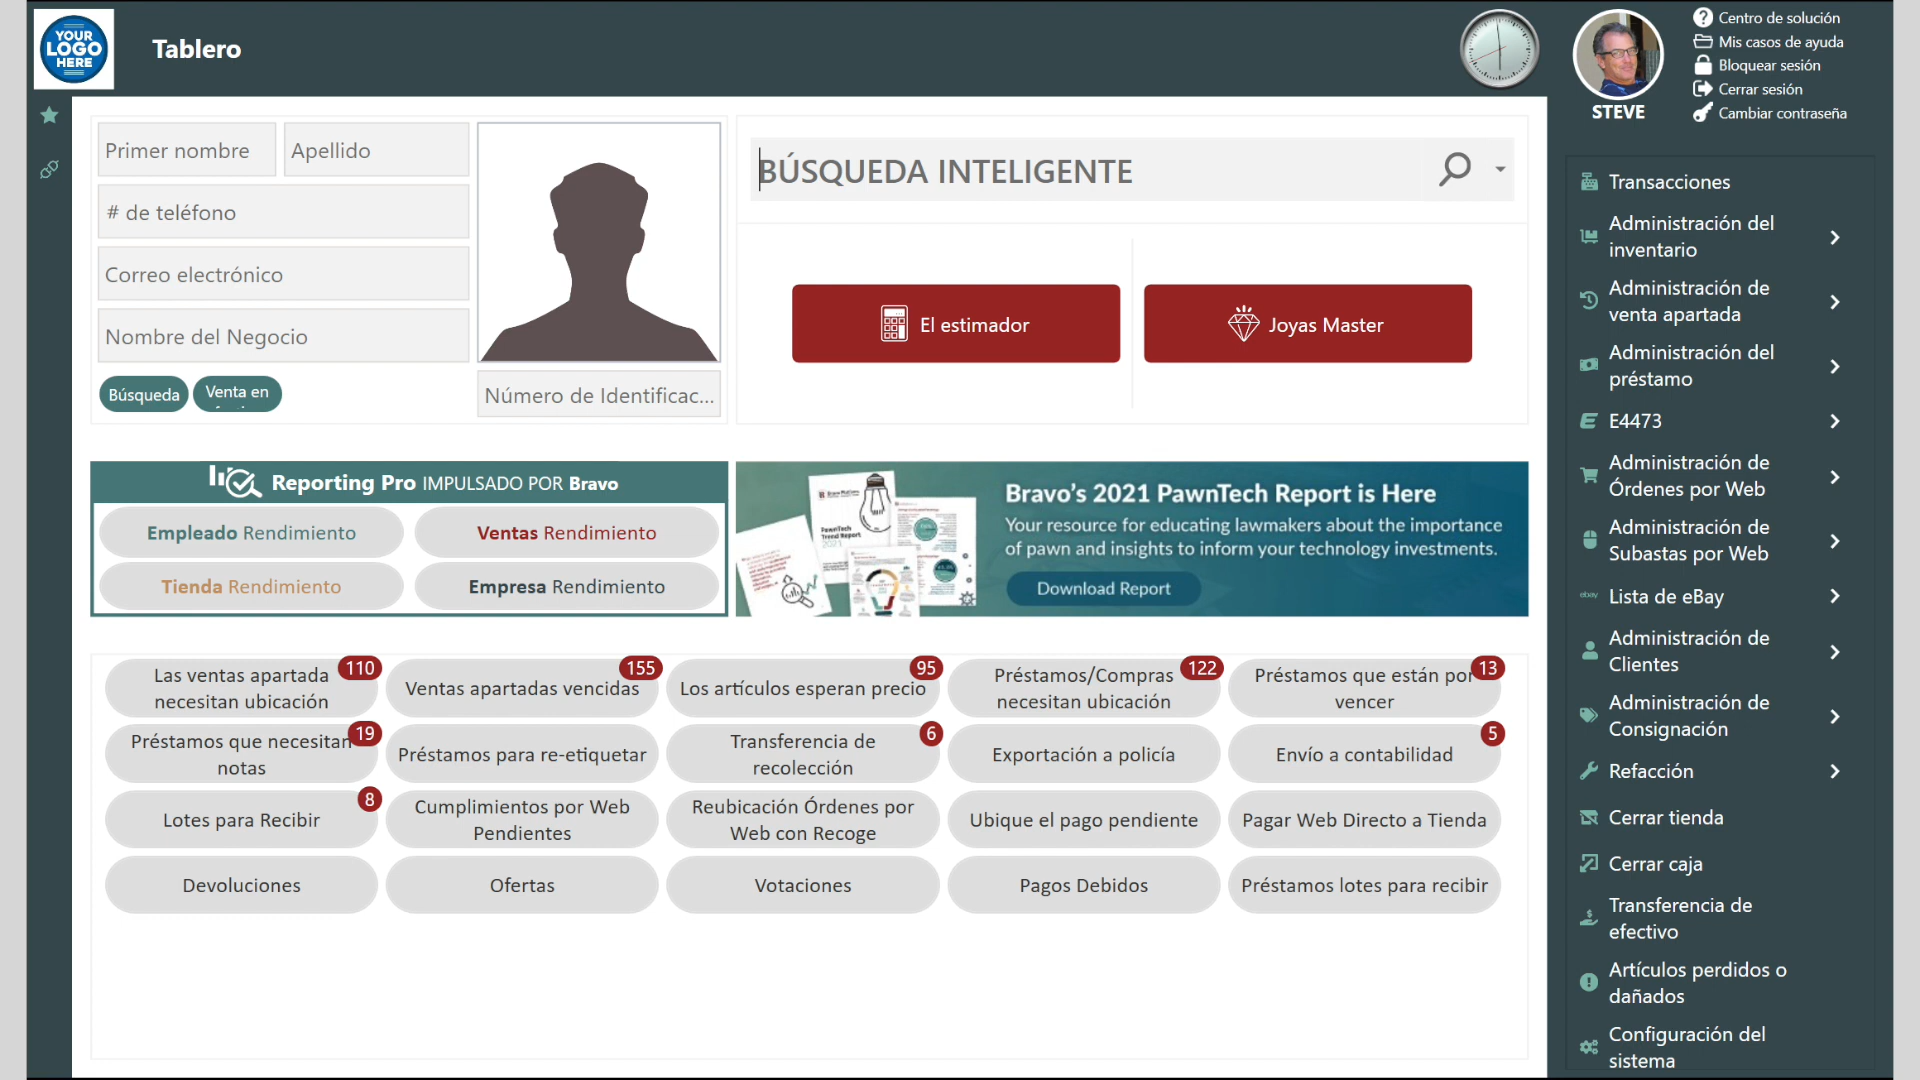 YOUR
LOGO
HERE
Tablero
STEVE
Centro de solución
Mis casos de ayuda
Bloquear sesión
Cerrar sesión
Cambiar contraseña
Primer nombre
Apellido
# de teléfono
Correo electrónico
Nombre del Negocio
Búsqueda
Venta en
Número de Identificac...
BÚSQUEDA INTELIGENTE
El estimador
Joyas Master
Reporting Pro IMPULSADO POR Bravo
Empleado Rendimiento
Ventas Rendimiento
Tienda Rendimiento
Empresa Rendimiento
PawnTech
Trend Report
2021
Bravo's 2021 PawnTech Report is Here
Your resource for educating lawmakers about the importance
of pawn and insights to inform your technology investments.
Download Report
Las ventas apartada
necesitan ubicación
110
Ventas apartadas vencidas
155
Los artículos esperan precio
95
Préstamos/Compras
necesitan ubicación
122
Préstamos que están por
vencer
13
Préstamos que necesitan
notas
19
Préstamos para re-etiquetar
Transferencia de
recolección
6
Exportación a policía
Envío a contabilidad
5
Lotes para Recibir
8
Cumplimientos por Web
Pendientes
Reubicación Órdenes por
Web con Recoge
Ubique el pago pendiente
Pagar Web Directo a Tienda
Devoluciones
Ofertas
Votaciones
Pagos Debidos
Préstamos lotes para recibir
Transacciones
Administración del
inventario
Administración de
venta apartada
Administración del
préstamo
E4473
Administración de
Órdenes por Web
Administración de
Subastas por Web
ebay
Lista de eBay
Administración de
Clientes
Administración de
Consignación
Refacción
Cerrar tienda
Cerrar caja
Transferencia de
efectivo
Artículos perdidos o
dañados
Configuración del
sistema